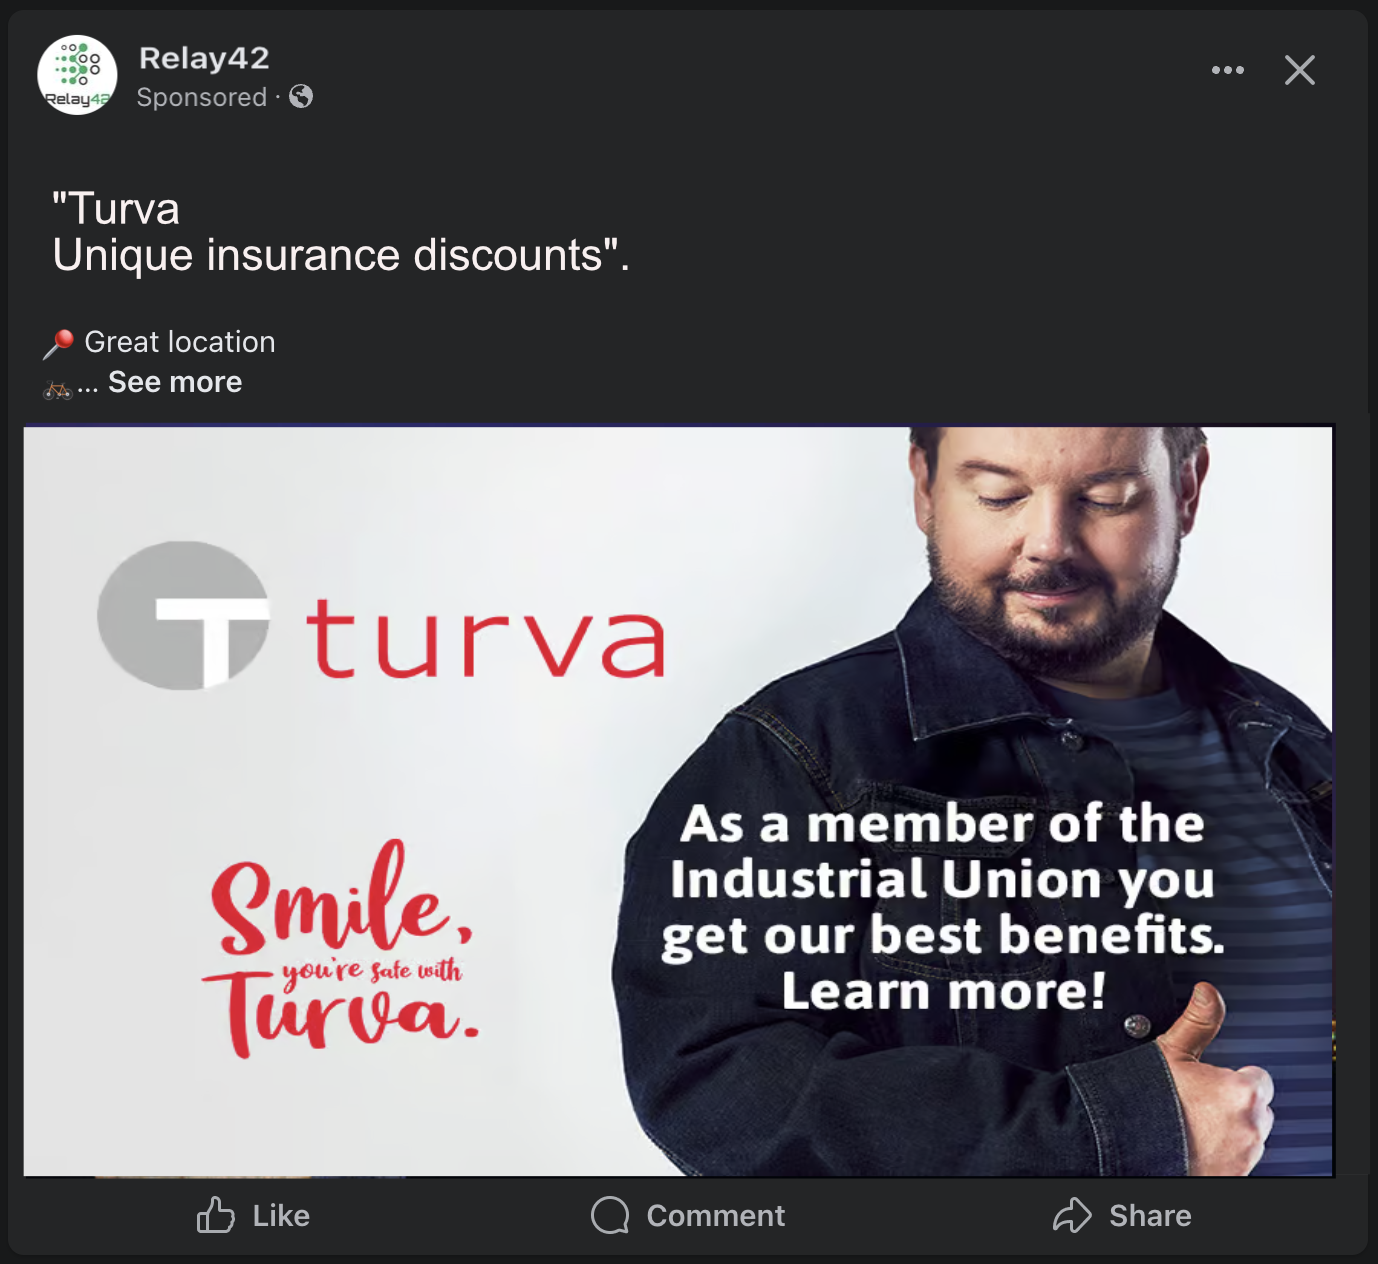 Relay42
Relay42
Sponsored ·
"Turva
Unique insurance discounts".
Great location
... See more
T turva
Smile,
you're safe with
Turva.
As a member of the
Industrial Union you
get our best benefits.
Learn more!
Like
Comment
Share